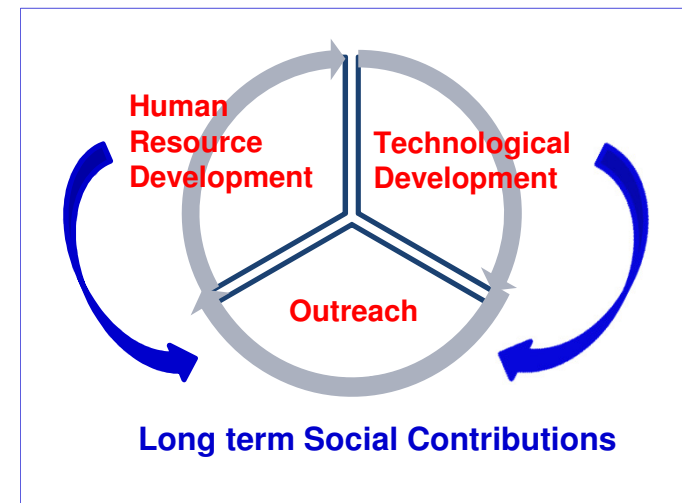 Human
Resource
Development
Technological
Development
Outreach
Long term Social Contributions